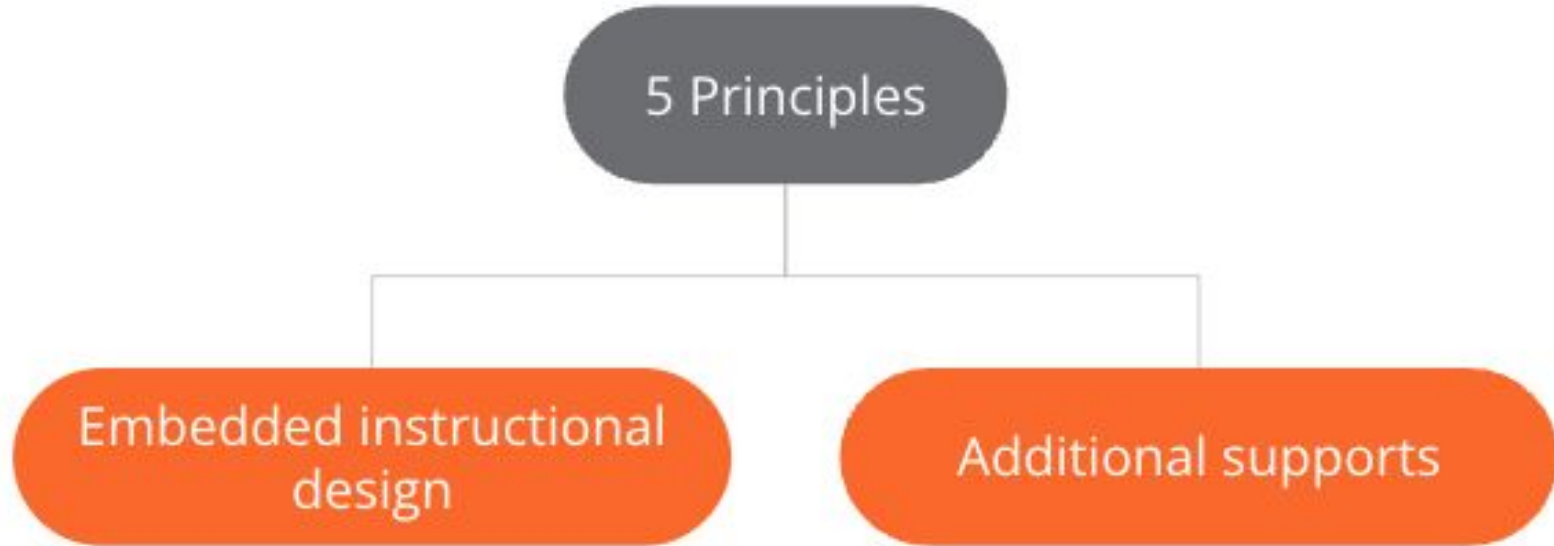 5 Principles
Embedded instructional
design
Additional supports